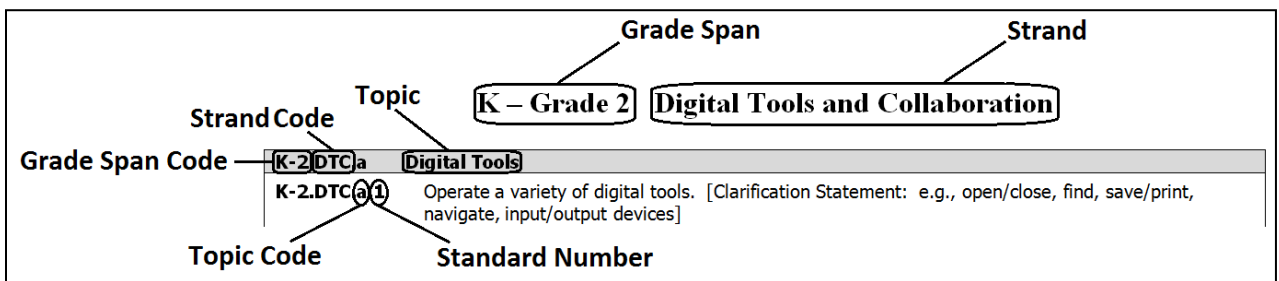 Grade Span Strand
Topic K – Grade 2 Digital Tools and Collaboration
Strand Code
Grade Span Code K-2.DTC.a Digital Tools
K-2.DTC.a.1 Operate a variety of digital tools. [Clarification Statement: e.g., open/close, find, save/print,
navigate, input/output devices]
Topic Code Standard Number